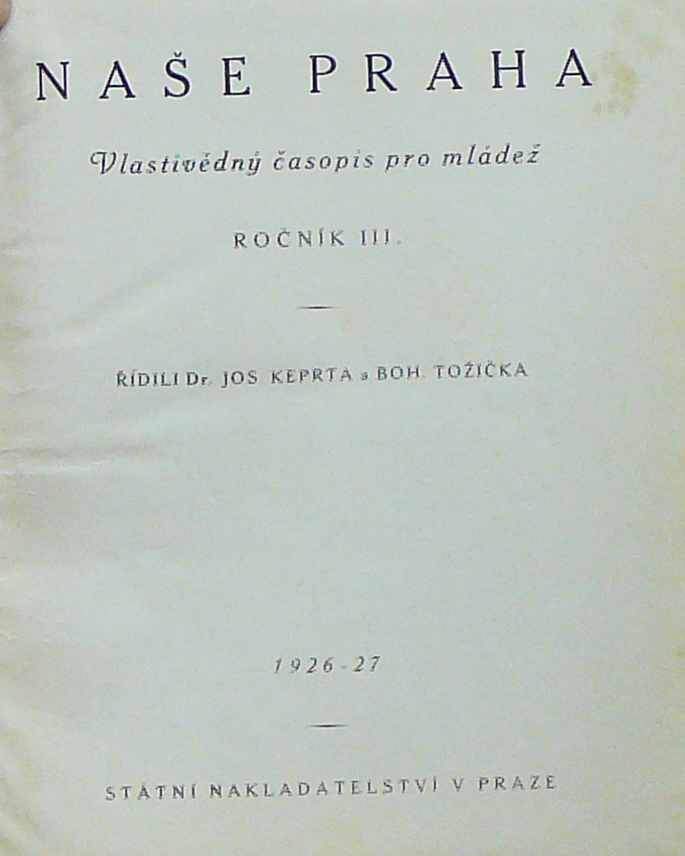 NAŠE PRAHA
Vlastivědný časopis pro mládež
ROČNÍK III.
ŘÍDILI Dr. JOS KEPRTA a BOH. TOŽIČKA
1926-27
STÁTNÍ NAKLADATELSTVÍ V PRAZE